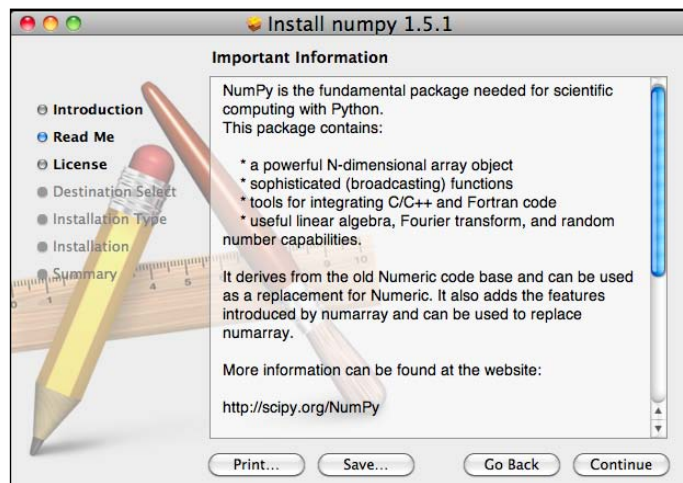 Install numpy 1.5.1
Important Information
Introduction
Read Me
License
Destination Select
Installation Type
Installation
Summary
NumPy is the fundamental package needed for scientific
computing with Python.
This package contains:
* a powerful N-dimensional array object
* sophisticated (broadcasting) functions
* tools for integrating C/C++ and Fortran code
* useful linear algebra, Fourier transform, and random
number capabilities.
It derives from the old Numeric code base and can be used
as a replacement for Numeric. It also adds the features
introduced by numarray and can be used to replace
numarray.
More information can be found at the website:
http://scipy.org/NumPy
Print... Save... Go Back Continue